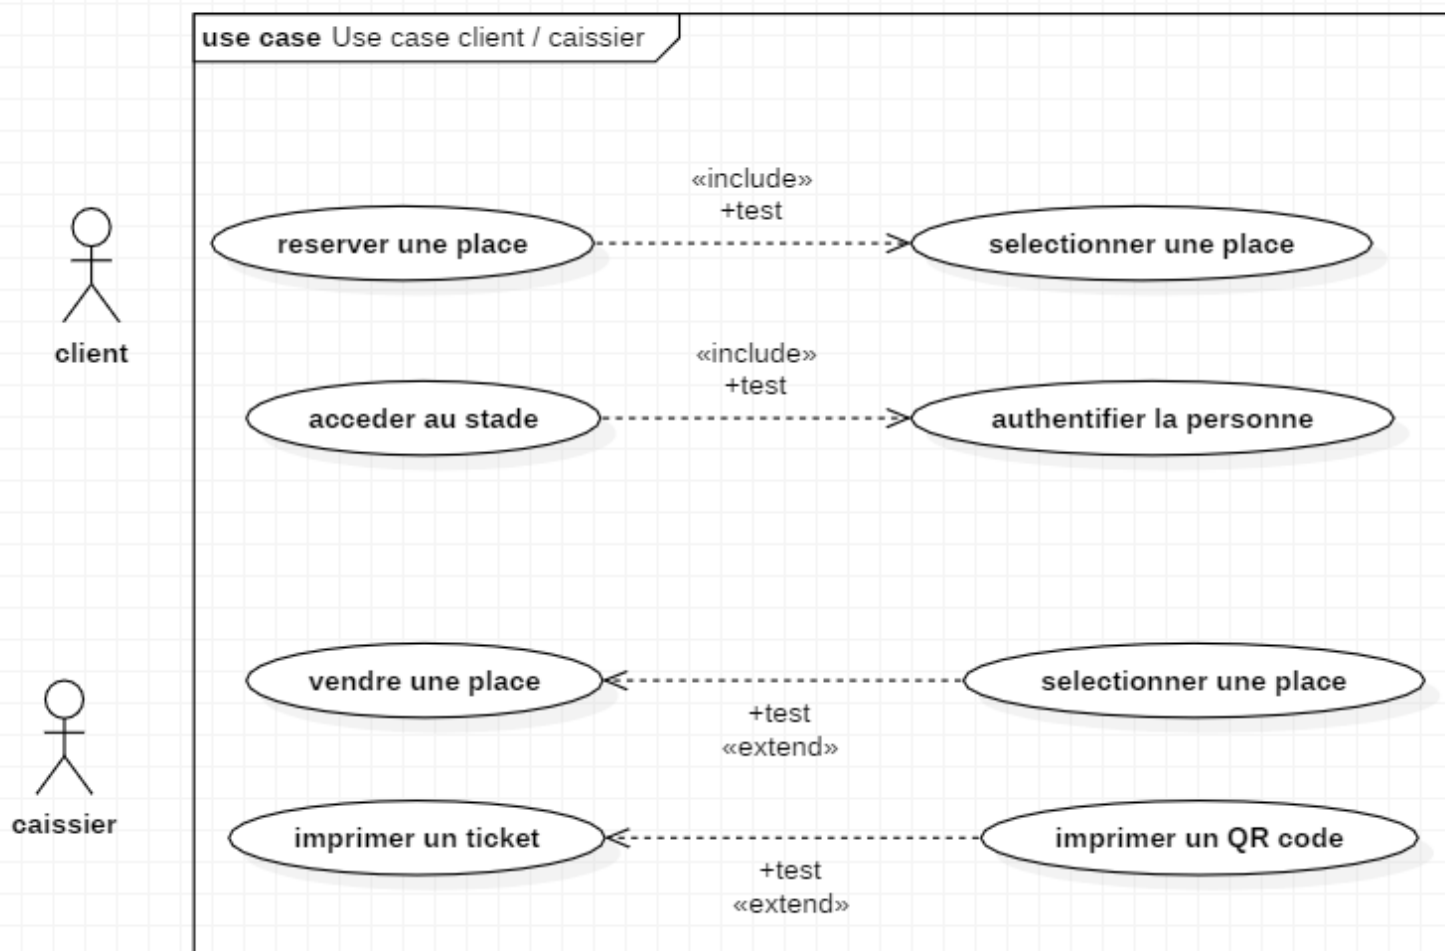 use case Use case client / caissier
«include»
+test
reserver une place
selectionner une place
client
«include»
+test
acceder au stade
authentifier la personne
vendre une place
selectionner une place
+test
«extend»
caissier
imprimer un ticket
imprimer un QR code
+test
«extend»